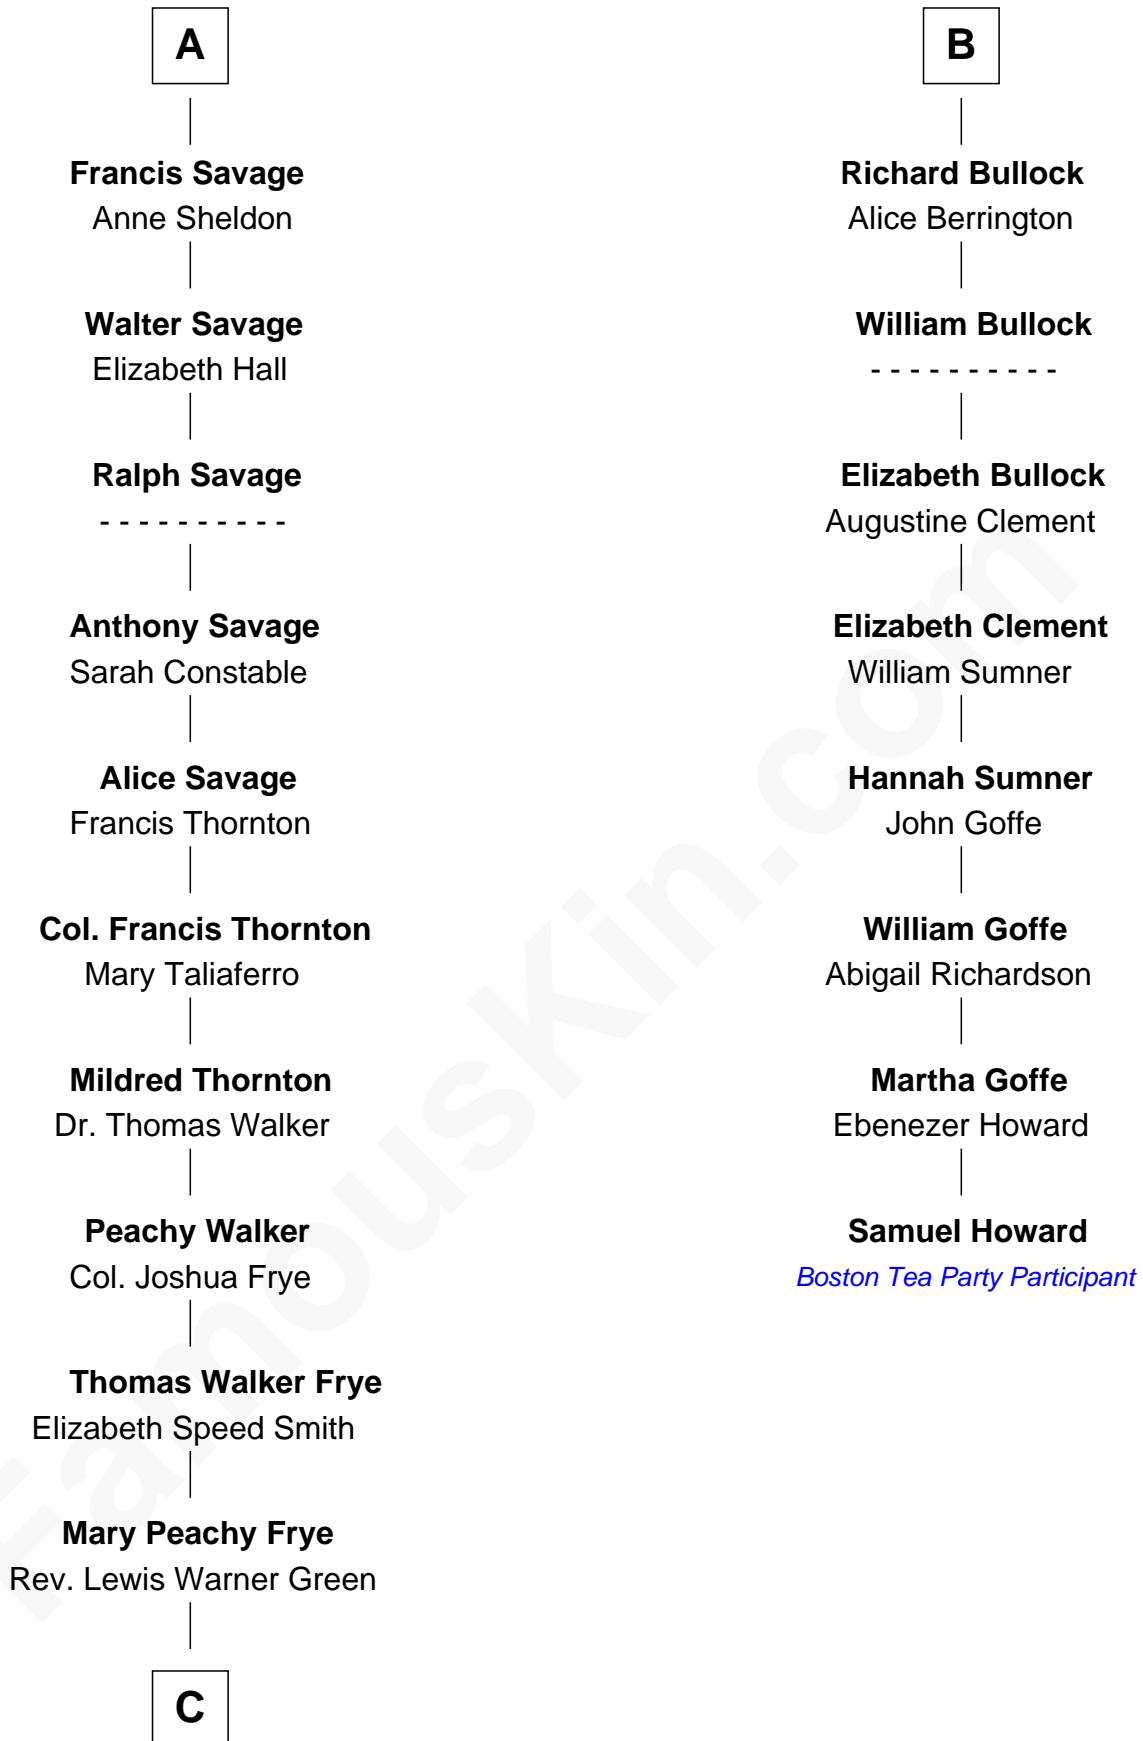 A
Francis Savage
Anne Sheldon
Walter Savage
Elizabeth Hall
Ralph Savage
- - - - - - - - - -
Anthony Savage
Sarah Constable
Alice Savage
Francis Thornton
Col. Francis Thornton
Mary Taliaferro
Mildred Thornton
Dr. Thomas Walker
Peachy Walker
Col. Joshua Frye
Thomas Walker Frye
Elizabeth Speed Smith
Mary Peachy Frye
Rev. Lewis Warner Green
C
B
Richard Bullock
Alice Berrington
William Bullock
- - - - - - - - - -
Elizabeth Bullock
Augustine Clement
Elizabeth Clement
William Sumner
Hannah Sumner
John Goffe
William Goffe
Abigail Richardson
Martha Goffe
Ebenezer Howard
Samuel Howard
Boston Tea Party Participant
FamousKin.com